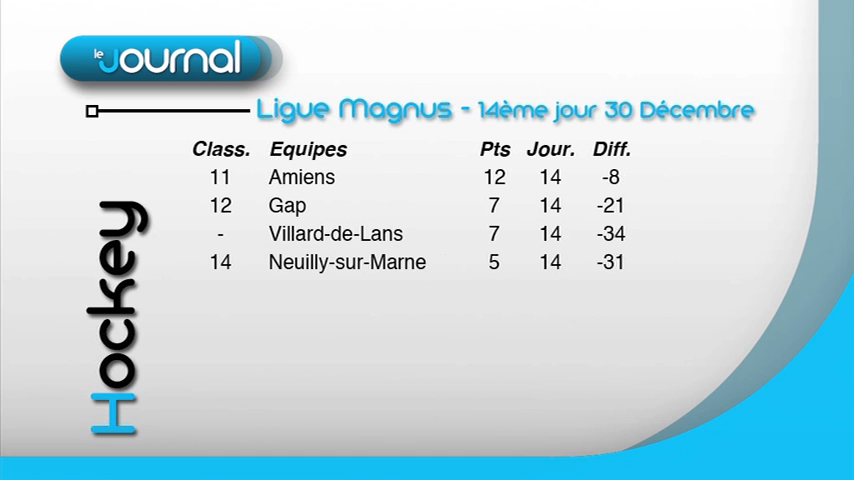 le Journal
Ligue Magnus - 14ème jour 30 Décembre
Class. Equipes Pts Jour. Diff.
11 Amiens 12 14 -8
12 Gap 7 14 -21
- Villard-de-Lans 7 14 -34
14 Neuilly-sur-Marne 5 14 -31
Hockey